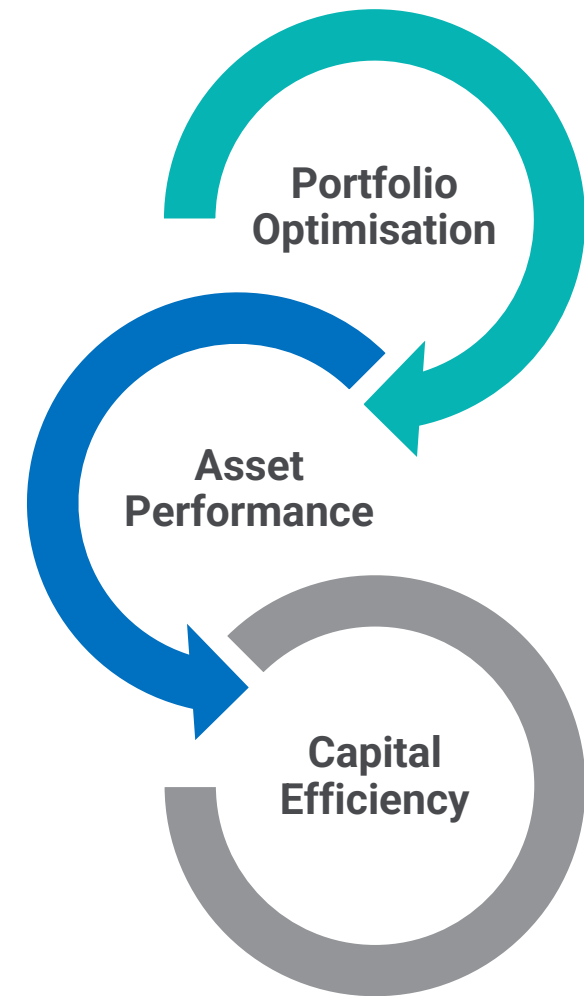 Portfolio
Optimisation
Asset
Performance
Capital
Efficiency